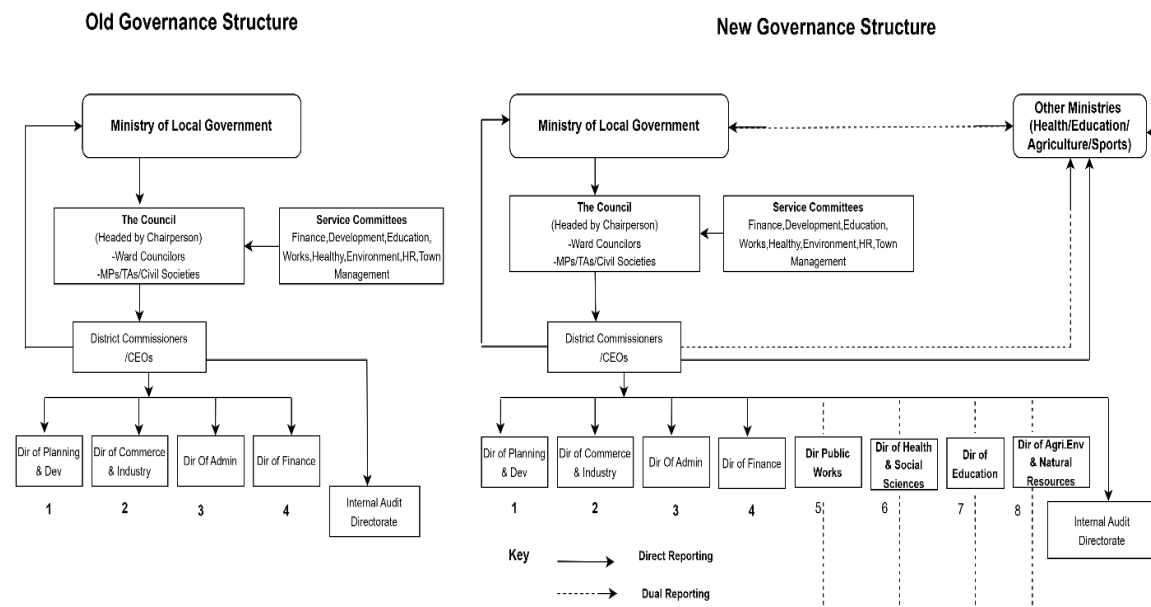 Old Governance Structure
New Governance Structure
Ministry of Local Government
The Council
(Headed by Chairperson)
-Ward Councilors
-MPs/TAs/Civil Societies
Service Committees
Finance,Development,Education,
Works,Healthy,Environment,HR,Town
Management
District Commissioners
/CEOs
Dir of Planning
& Dev
1
Dir of Commerce
& Industry
2
Dir Of Admin
3
Dir of Finance
4
Internal Audit
Directorate
Ministry of Local Government
Other Ministries
(Health/Education/
Agriculture/Sports)
The Council
(Headed by Chairperson)
-Ward Councilors
-MPs/TAs/Civil Societies
Service Committees
Finance,Development,Education,
Works,Healthy,Environment,HR,Town
Management
District Commissioners
/CEOs
Dir of Planning
& Dev
1
Dir of Commerce
& Industry
2
Dir Of Admin
3
Dir of Finance
4
Dir Public
Works
5
Dir of Health
& Social
Sciences
6
Dir of
Education
7
Dir of Agri.Env
& Natural
Resources
8
Internal Audit
Directorate
Key
Direct Reporting
Dual Reporting